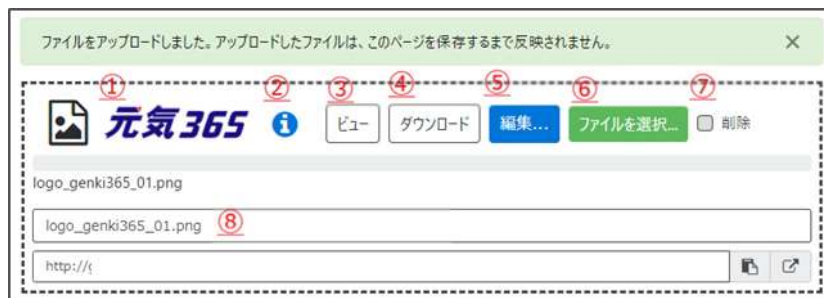 ファイルをアップロードしました。アップロードしたファイルは、このページを保存するまで反映されません。 ×
① ② ③ ④ ⑤ ⑥ ⑦
元気365 ビュー ダウンロード 編集... ファイルを選択... 削除
logo_genki365_01.png
logo_genki365_01.png ⑧
http://g